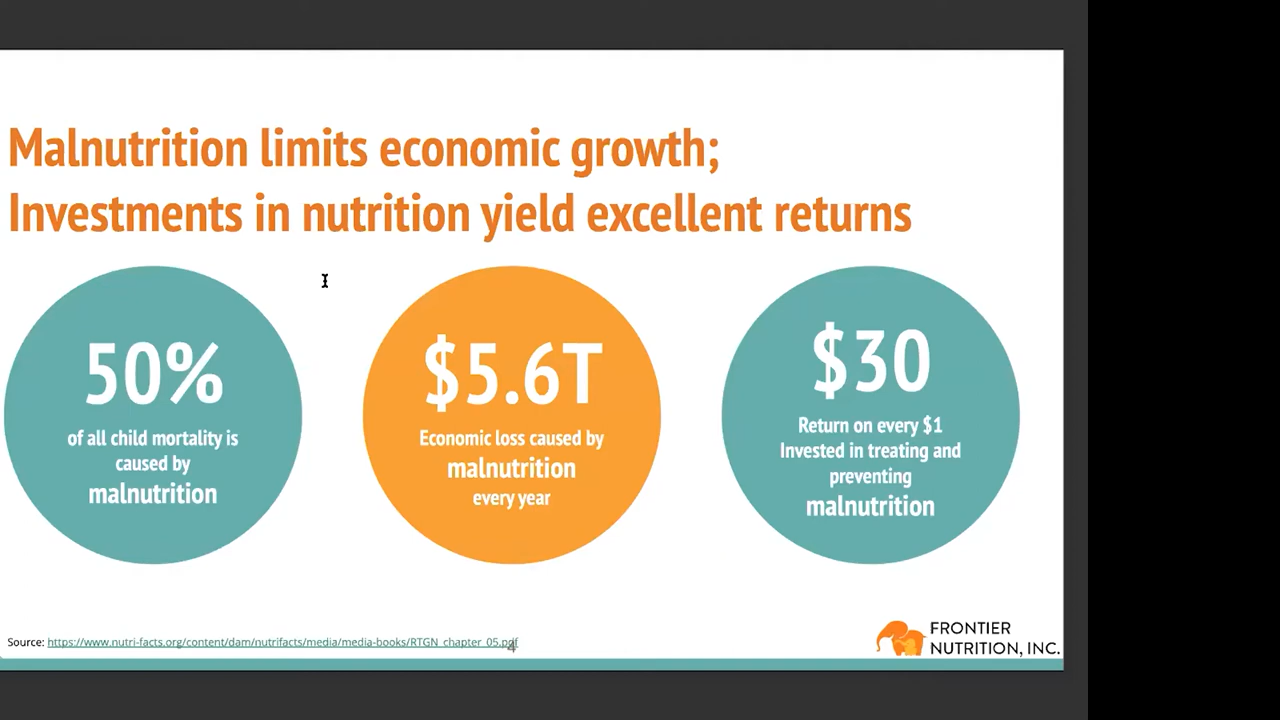 Malnutrition limits economic growth;
Investments in nutrition yield excellent returns
50%
of all child mortality is
caused by
malnutrition
$5.6T
Economic loss caused by
malnutrition
every year
$30
Return on every $1
Invested in treating and
preventing
malnutrition
Source: https://www.nutri-facts.org/content/dam/nutrifacts/media/media-books/RTGN_chapter_05.pdf
4
FRONTIER
NUTRITION, INC.